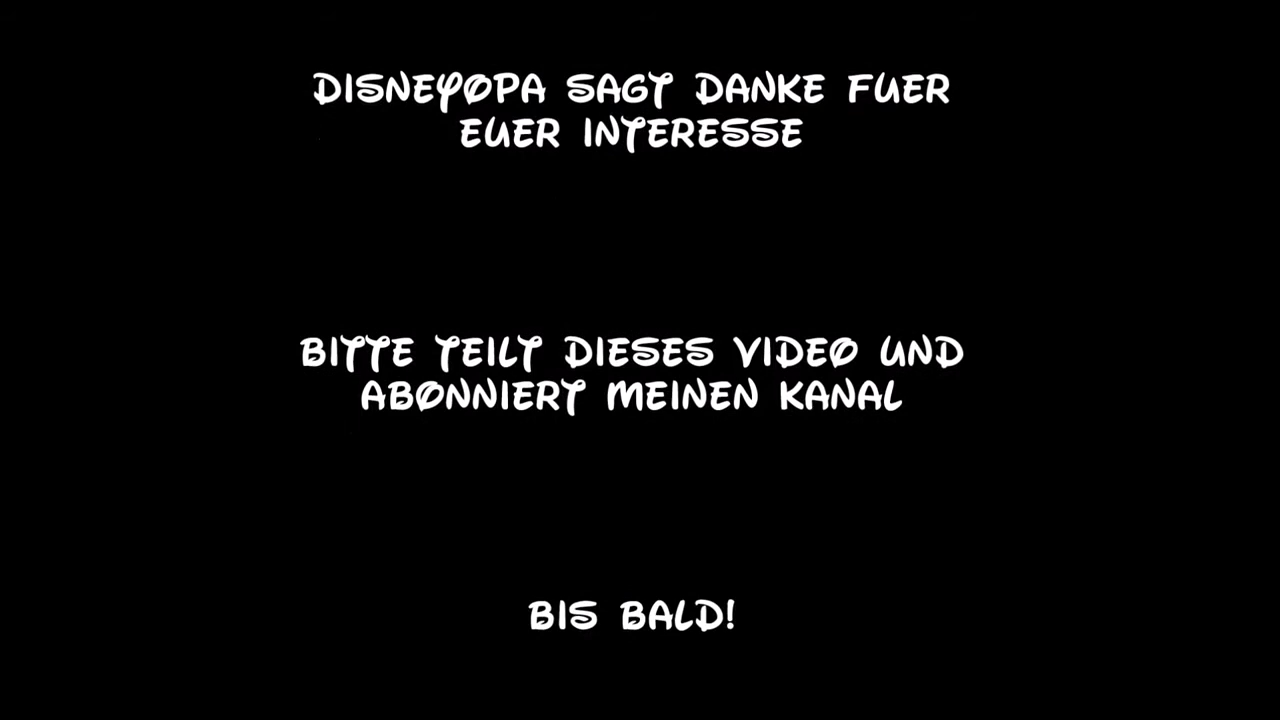 DISNEYOPA SAGT DANKE FUER
EUER INTERESSE
BITTE TEILT DIESES VIDEO UND
ABONNIERT MEINEN KANAL
BIS BALD!